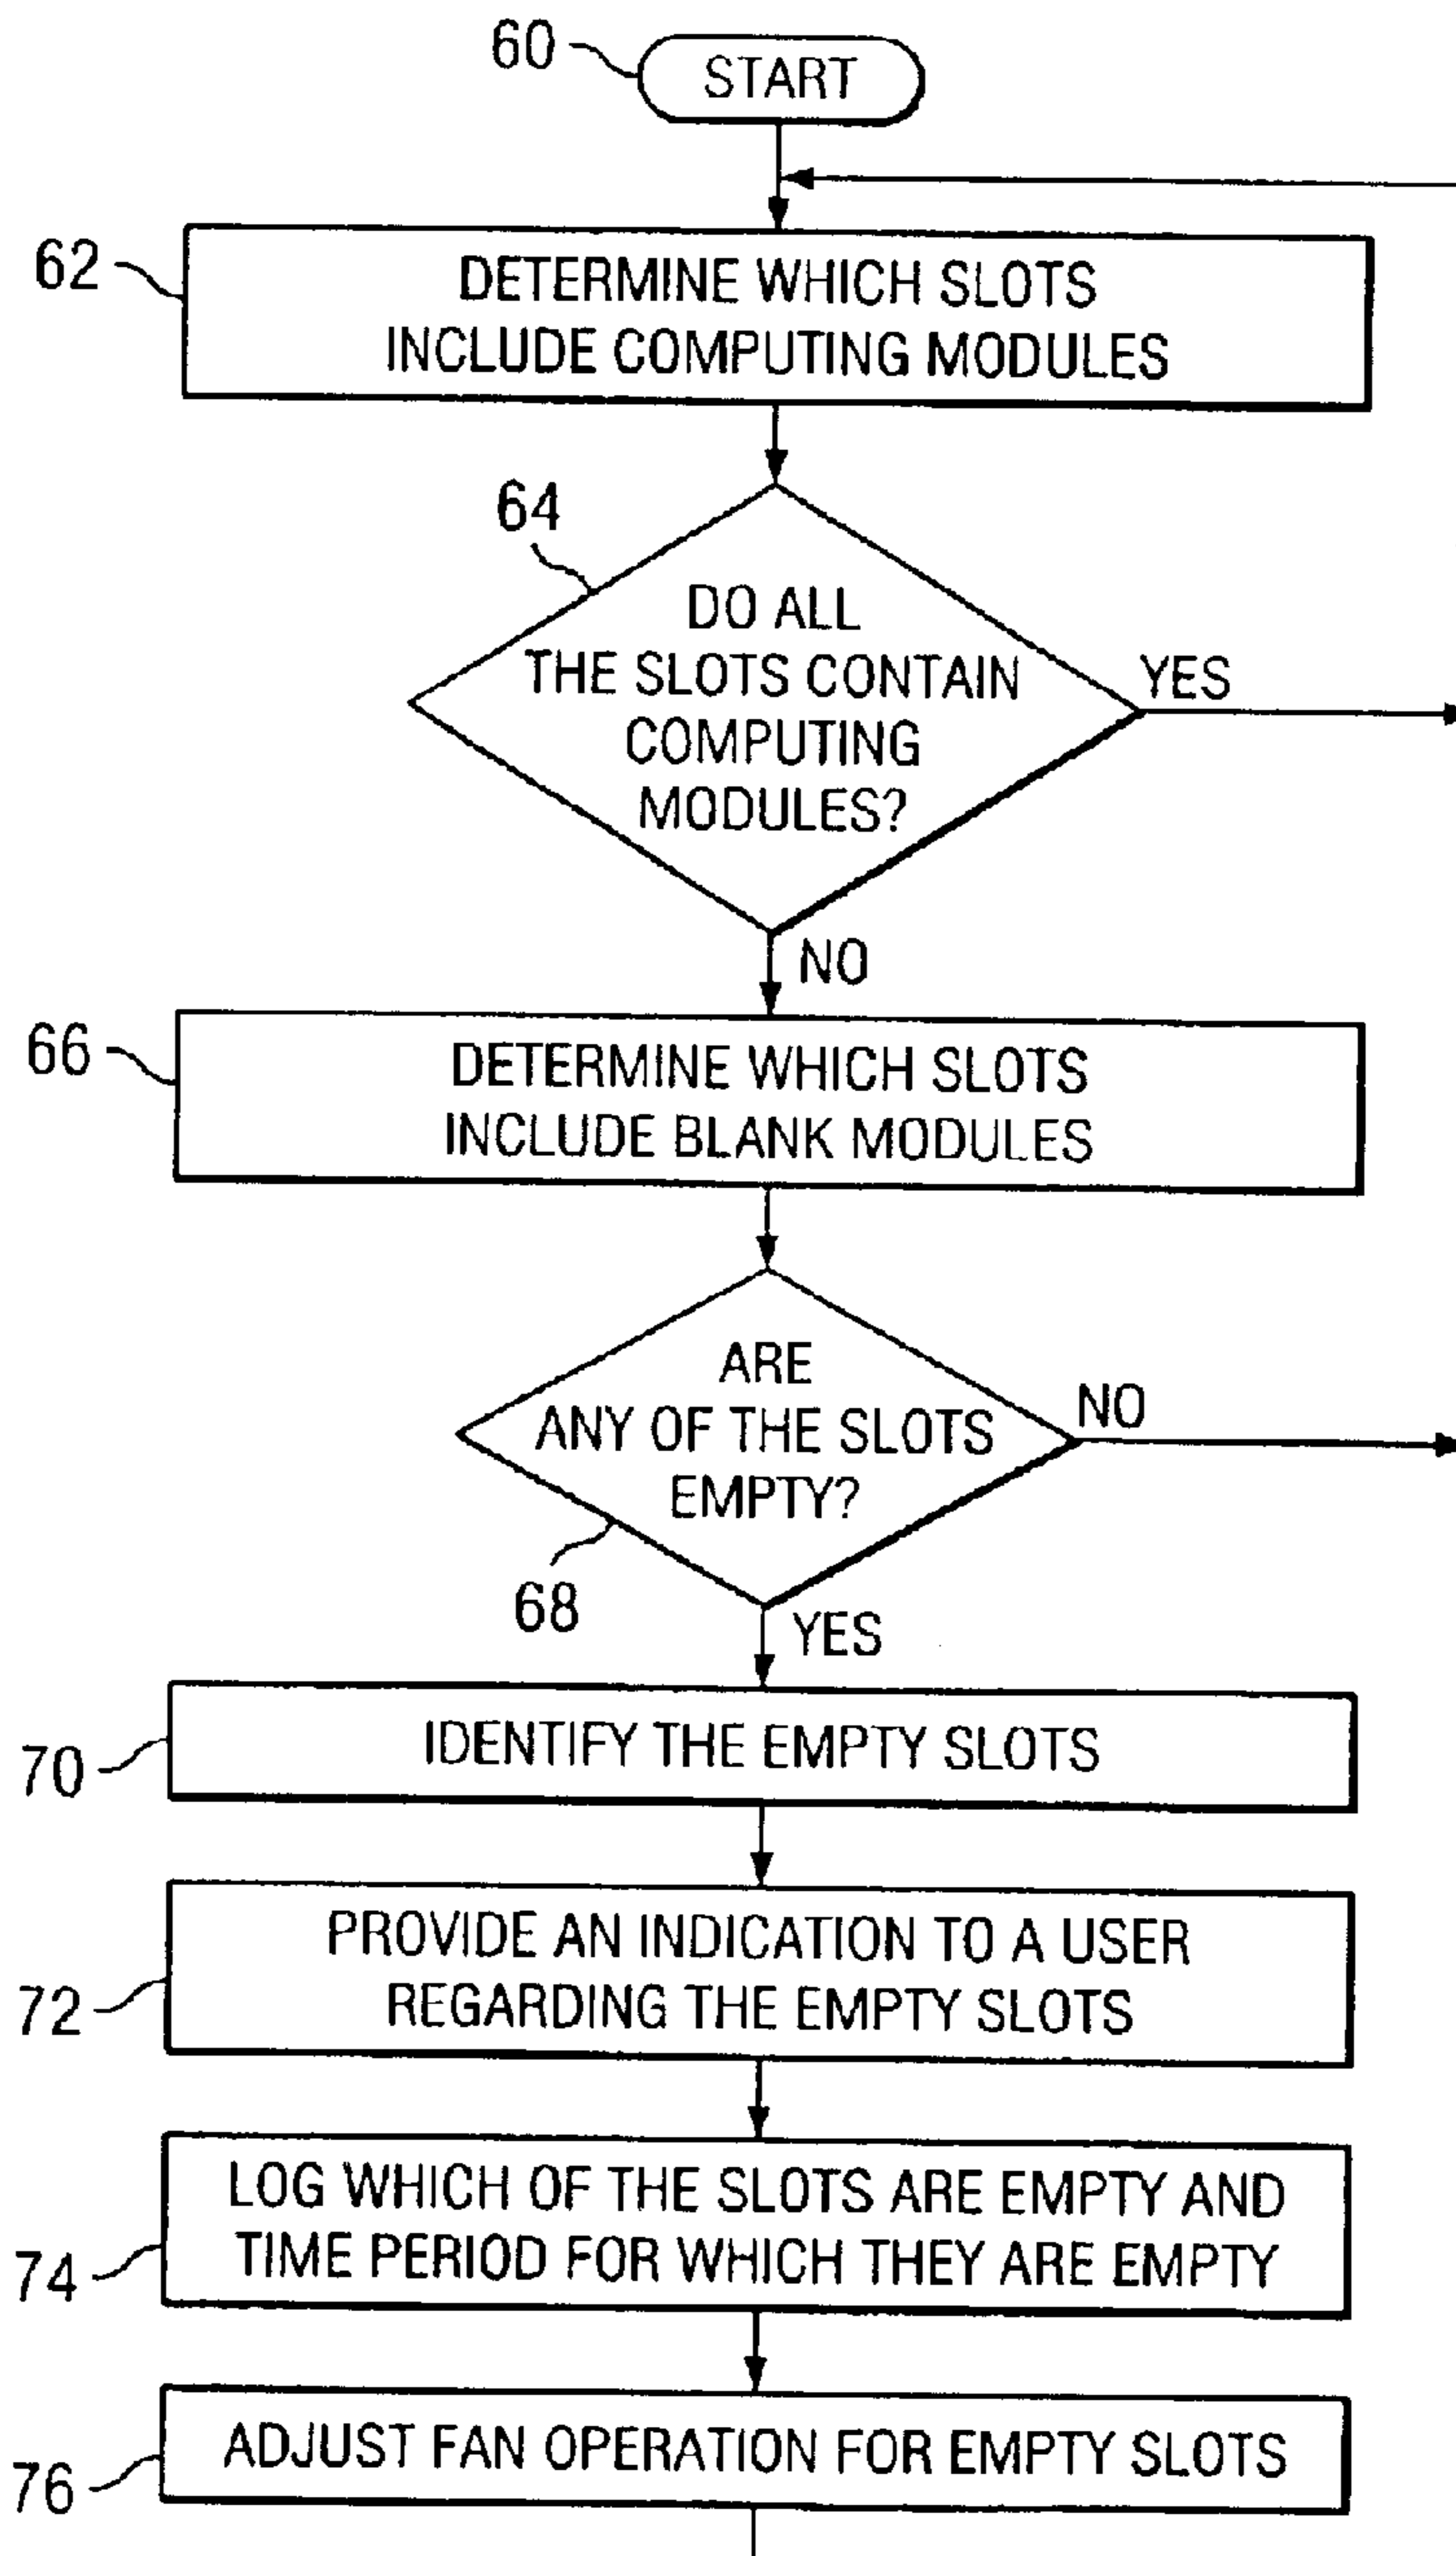 60
START
62
DETERMINE WHICH SLOTS
INCLUDE COMPUTING MODULES
64
DO ALL
THE SLOTS CONTAIN
COMPUTING
MODULES?
YES
NO
66
DETERMINE WHICH SLOTS
INCLUDE BLANK MODULES
ARE
ANY OF THE SLOTS
EMPTY?
NO
68
YES
70
IDENTIFY THE EMPTY SLOTS
72
PROVIDE AN INDICATION TO A USER
REGARDING THE EMPTY SLOTS
74
LOG WHICH OF THE SLOTS ARE EMPTY AND
TIME PERIOD FOR WHICH THEY ARE EMPTY
76
ADJUST FAN OPERATION FOR EMPTY SLOTS